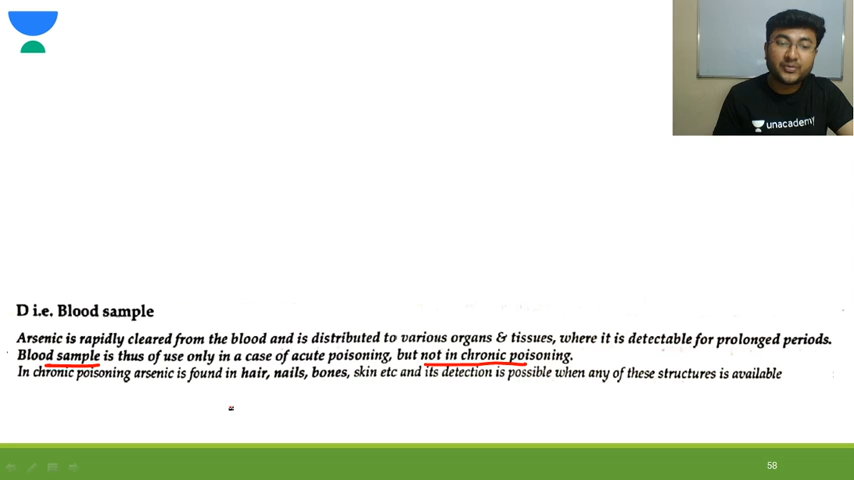 unacademy
D i.e. Blood sample
Arsenic is rapidly cleared from the blood and is distributed to various organs & tissues, where it is detectable for prolonged periods.
Blood sample is thus of use only in a case of acute poisoning, but not in chronic poisoning.
In chronic poisoning arsenic is found in hair, nails, bones, skin etc and its detection is possible when any of these structures is available
58